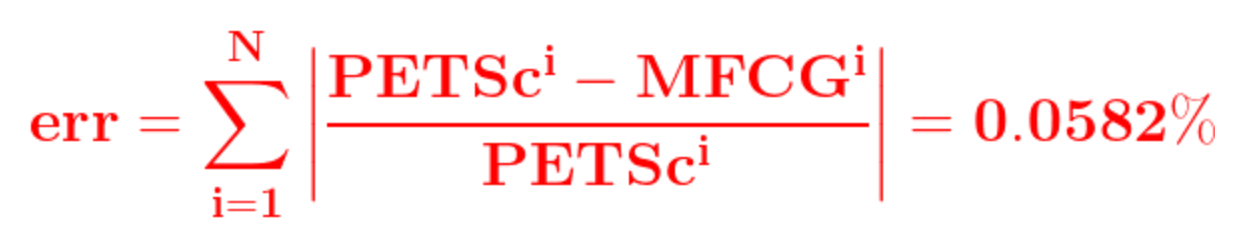 err = \sum_{i=1}^{N} \left| \frac{PETSc^i - MFCG^i}{PETSc^i} \right| = 0.0582%